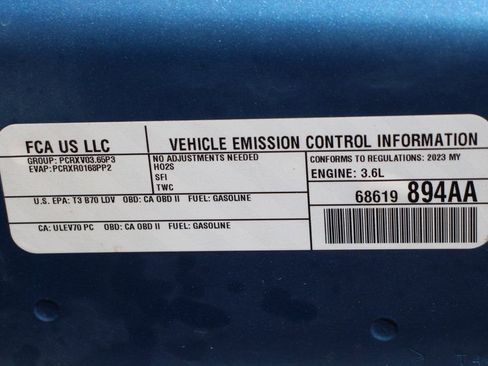 FCA US LLC
VEHICLE EMISSION CONTROL INFORMATION
GROUP: PCRXV03.65P3
EVAP: PCRXR0168PP2
NO ADJUSTMENTS NEEDED
HO2S
SFI
TWC
CONFORMS TO REGULATIONS: 2023 MY
ENGINE: 3.6L
U.S. EPA: T3 B70 LDV OBD: CA OBD II FUEL: GASOLINE
68619 894AA
CA: ULEV70 PC OBD: CA OBD II FUEL: GASOLINE